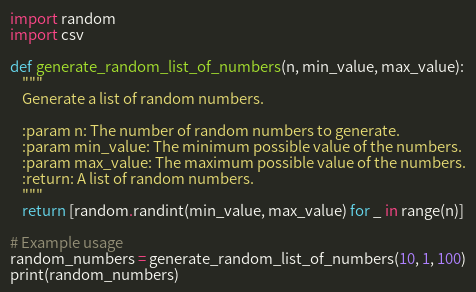 import random
import csv

def generate_random_list_of_numbers(n, min_value, max_value):
    """
    Generate a list of random numbers.

    :param n: The number of random numbers to generate.
    :param min_value: The minimum possible value of the numbers.
    :param max_value: The maximum possible value of the numbers.
    :return: A list of random numbers.
    """
    return [random.randint(min_value, max_value) for _ in range(n)]

# Example usage
random_numbers = generate_random_list_of_numbers(10, 1, 100)
print(random_numbers)